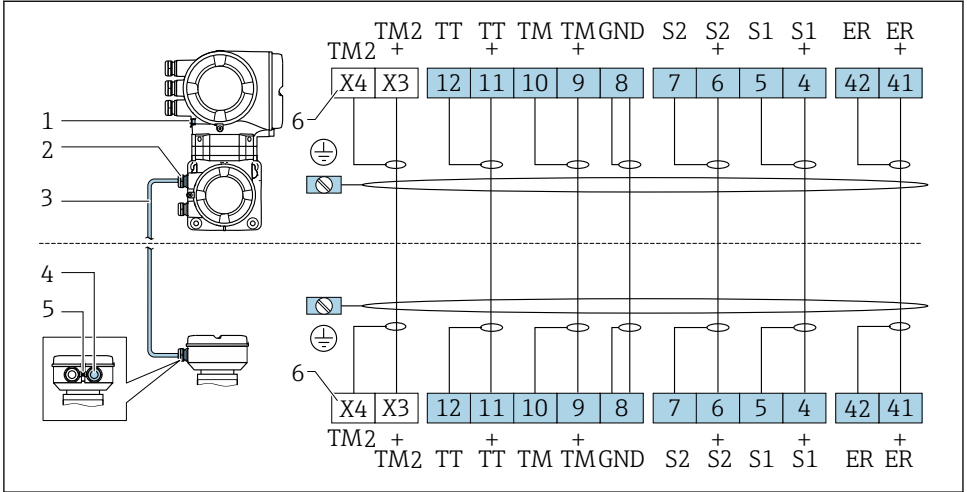 TM2 TM2 + TT TT + TM TM + GND S2 S2 + S1 S1 + ER ER +
X4 X3 12 11 10 9 8 7 6 5 4 42 41
6
1
2
3
4
5
6
X4 X3 12 11 10 9 8 7 6 5 4 42 41
TM2 + TM2 TT + TT TM + TM GND S2 + S2 S1 + S1 ER + ER